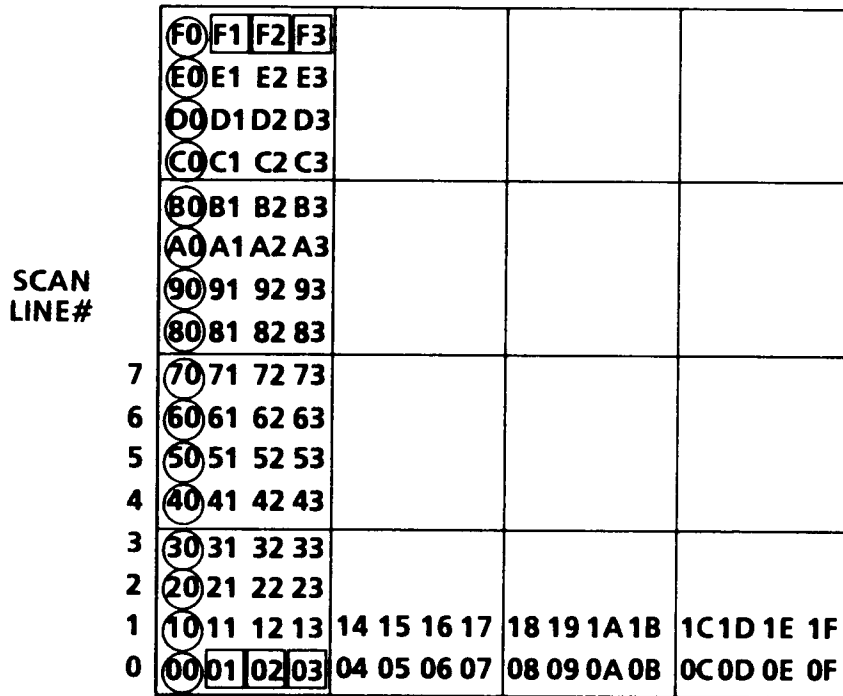 F0 F1 F2 F3
E0 E1 E2 E3
D0 D1 D2 D3
C0 C1 C2 C3
B0 B1 B2 B3
A0 A1 A2 A3
SCAN
LINE#
90 91 92 93
80 81 82 83
7 70 71 72 73
6 60 61 62 63
5 50 51 52 53
4 40 41 42 43
3 30 31 32 33
2 20 21 22 23
1 10 11 12 13 14 15 16 17 18 19 1A 1B 1C 1D 1E 1F
0 00 01 02 03 04 05 06 07 08 09 0A 0B 0C 0D 0E 0F